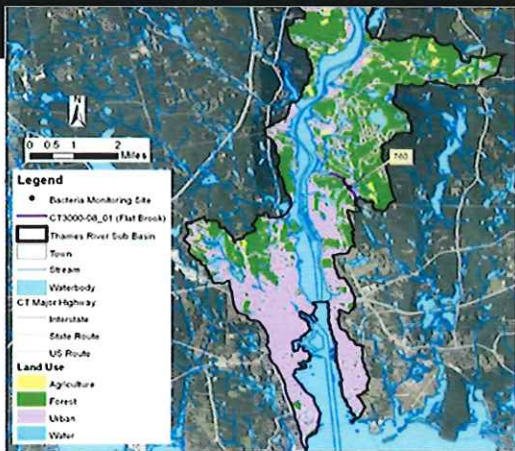 N
0 0.5 1 2
Miles
Legend
Bacteria Monitoring Site
CT3000-08_01 (Flat Brook)
Thames River Sub Basin
Town
Stream
Waterbody
CT Major Highway
Interstate
State Route
US Route
Land Use
Agriculture
Forest
Urban
Water